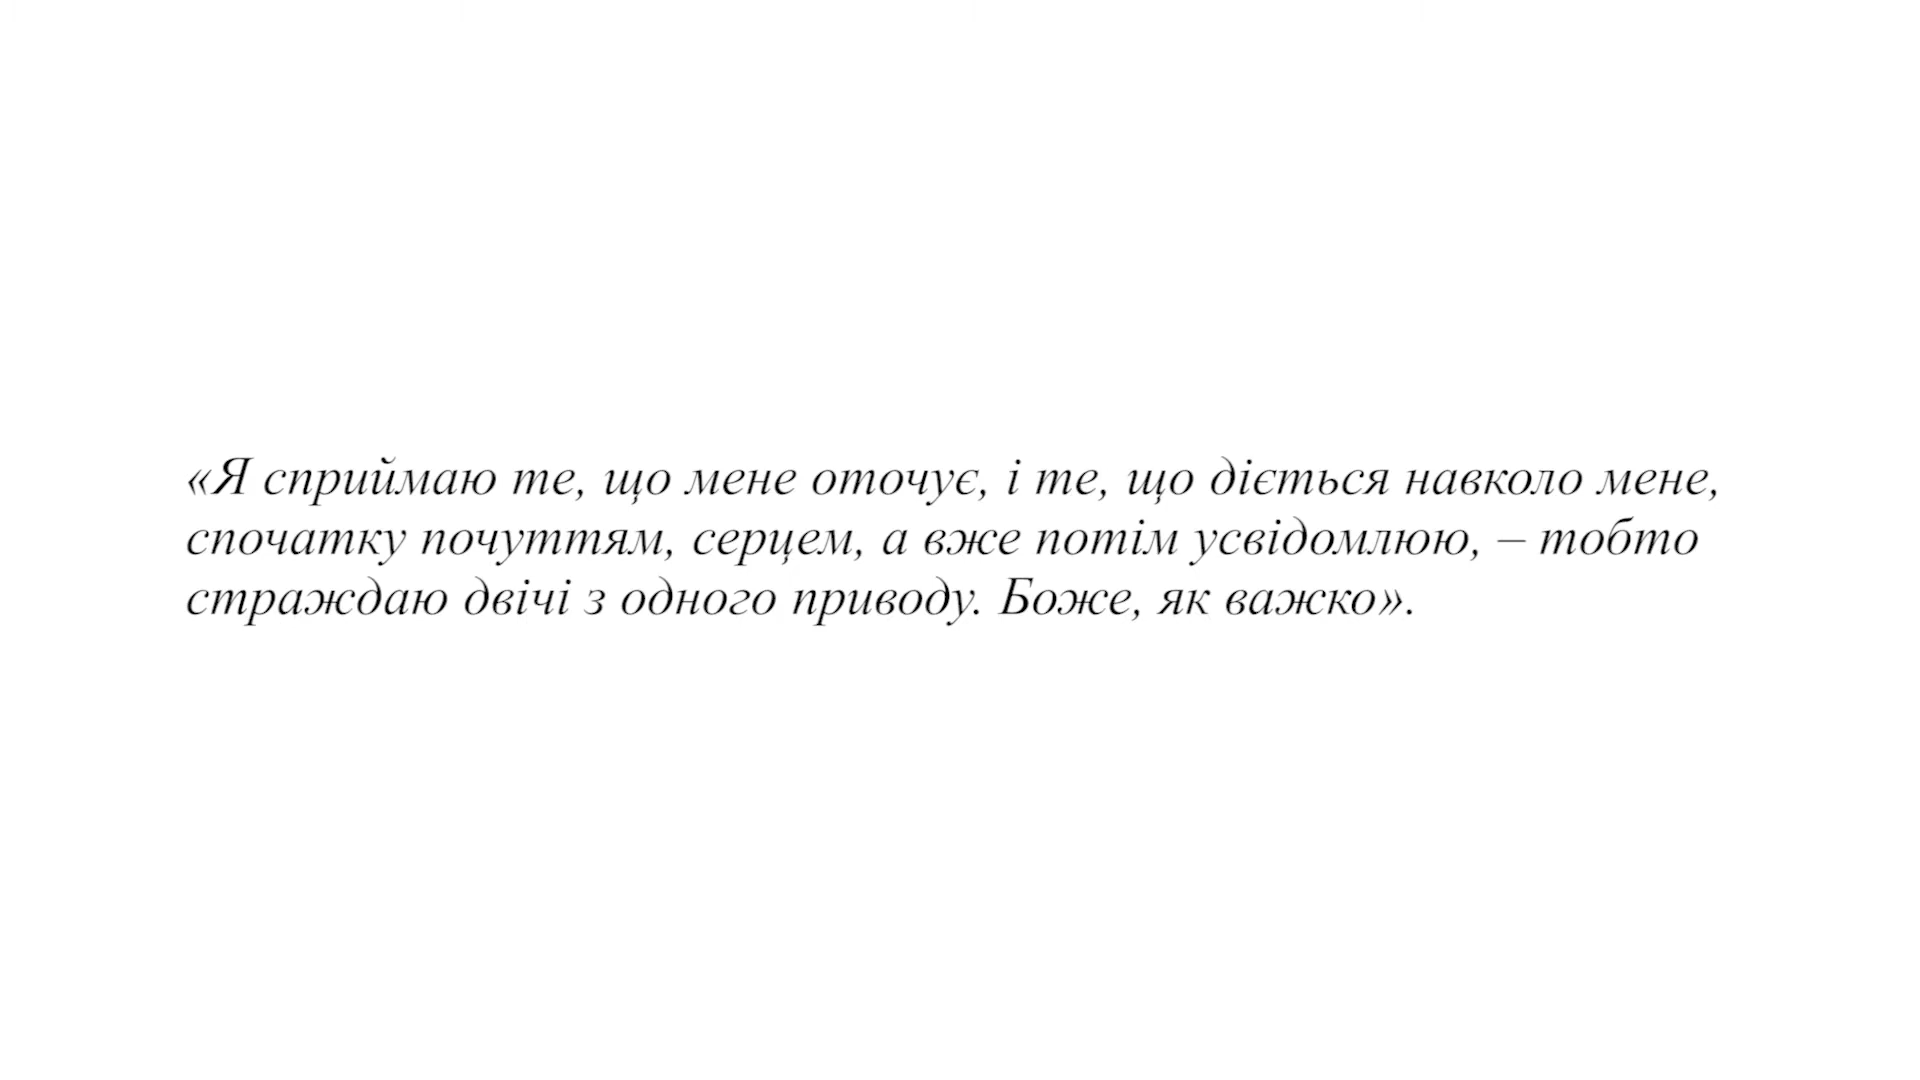 «Я сприймаю те, що мене оточує, і те, що діється навколо мене,
спочатку почуттям, серцем, а вже потім усвідомлюю, – тобто
страждаю двічі з одного приводу. Боже, як важко».